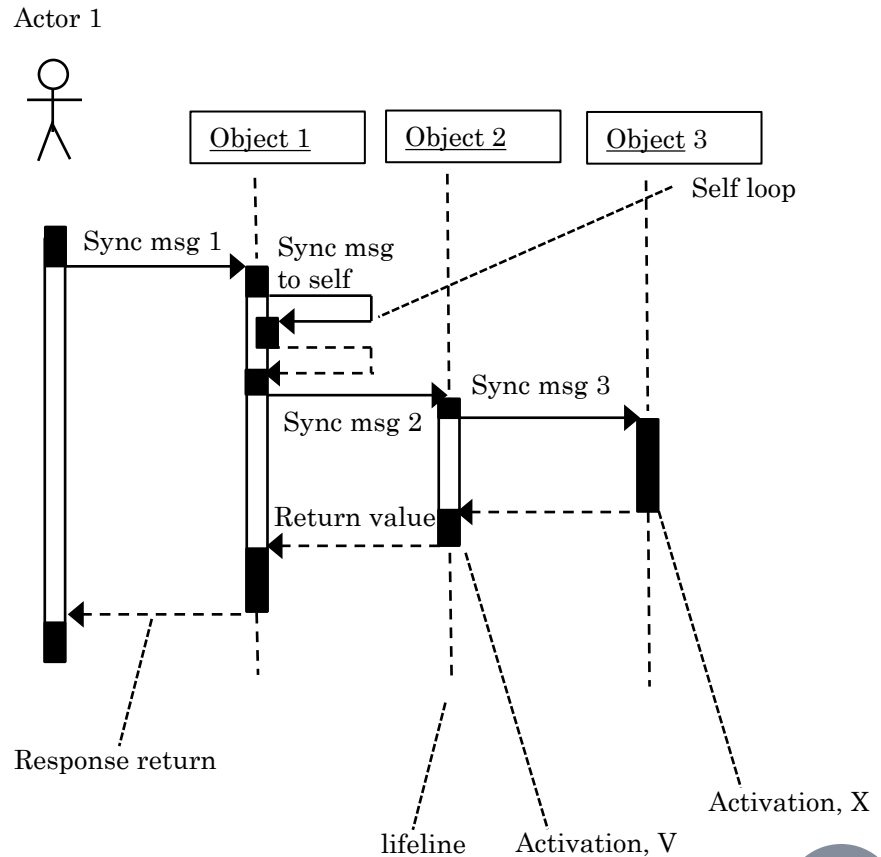 Actor 1
Object 1
Object 2
Object 3
Self loop
Sync msg 1
Sync msg
to self
Sync msg 3
Sync msg 2
Return value
Response return
Activation, X
lifeline
Activation, V